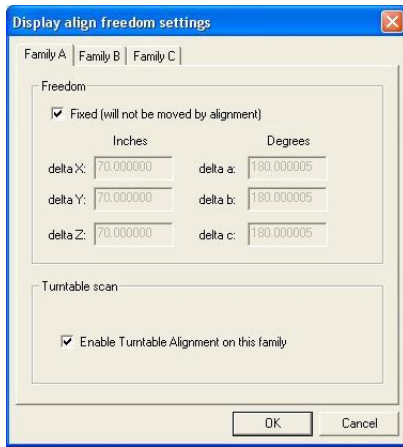 Display align freedom settings
Family A Family B Family C
Freedom
Fixed (will not be moved by alignment)
Inches Degrees
delta X: 70.000000 delta a: 180.000005
delta Y: 70.000000 delta b: 180.000005
delta Z: 70.000000 delta c: 180.000005
Turntable scan
Enable Turntable Alignment on this family
OK Cancel